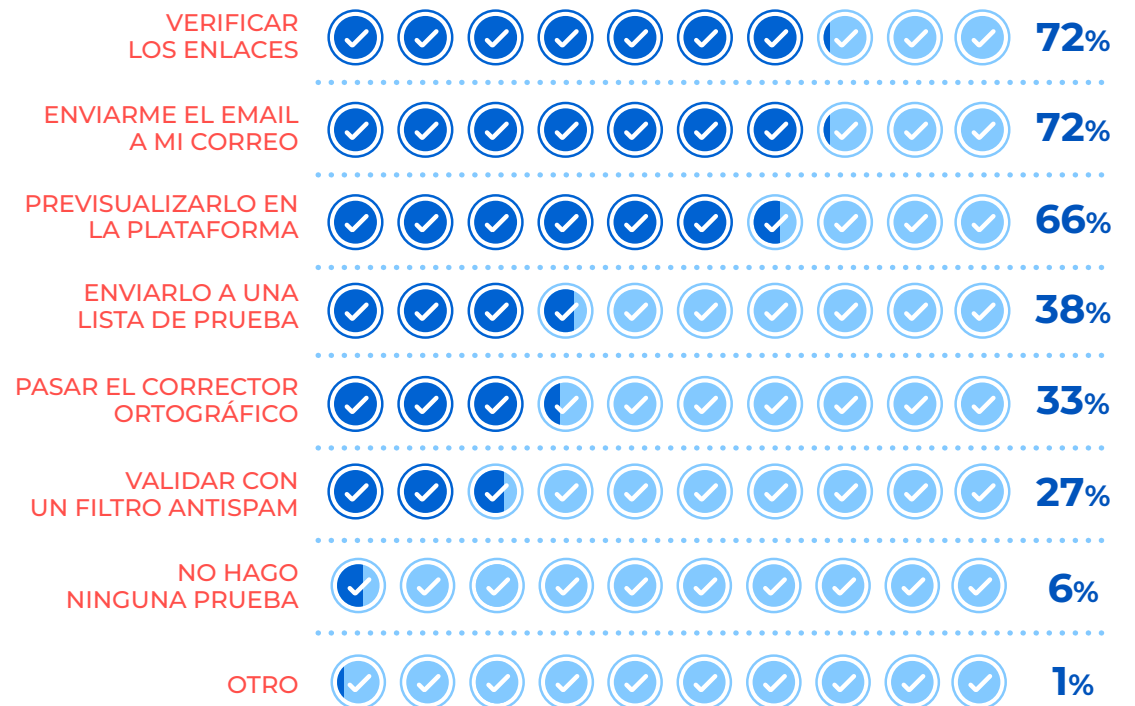 VERIFICAR
LOS ENLACES
72%
ENVIARME EL EMAIL
A MI CORREO
72%
PREVISUALIZARLO EN
LA PLATAFORMA
66%
ENVIARLO A UNA
LISTA DE PRUEBA
38%
PASAR EL CORRECTOR
ORTOGRÁFICO
33%
VALIDAR CON
UN FILTRO ANTISPAM
27%
NO HAGO
NINGUNA PRUEBA
6%
OTRO
1%